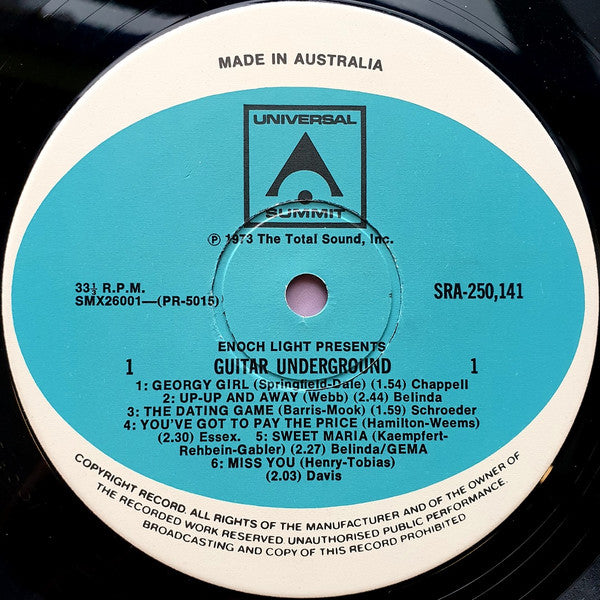 MADE IN AUSTRALIA
UNIVERSAL
SUMMIT
℗ 1973 The Total Sound, Inc.
33⅓ R.P.M.
SMX26001—(PR-5015)
SRA-250,141
ENOCH LIGHT PRESENTS
1 GUITAR UNDERGROUND 1
1: GEORGY GIRL (Springfield-Dale) (1.54) Chappell
2: UP-UP AND AWAY (Webb) (2.44) Belinda
3: THE DATING GAME (Barris-Mook) (1.59) Schroeder
4: YOU'VE GOT TO PAY THE PRICE (Hamilton-Weems)
(2.30) Essex. 5: SWEET MARIA (Kaempfert-
Rehbein-Gabler) (2.27) Belinda/GEMA
6: MISS YOU (Henry-Tobias)
(2.03) Davis
COPYRIGHT RECORD. ALL RIGHTS OF THE MANUFACTURER AND OF THE OWNER OF
THE RECORDED WORK RESERVED UNAUTHORISED PUBLIC PERFORMANCE.
BROADCASTING AND COPY OF THIS RECORD PROHIBITED